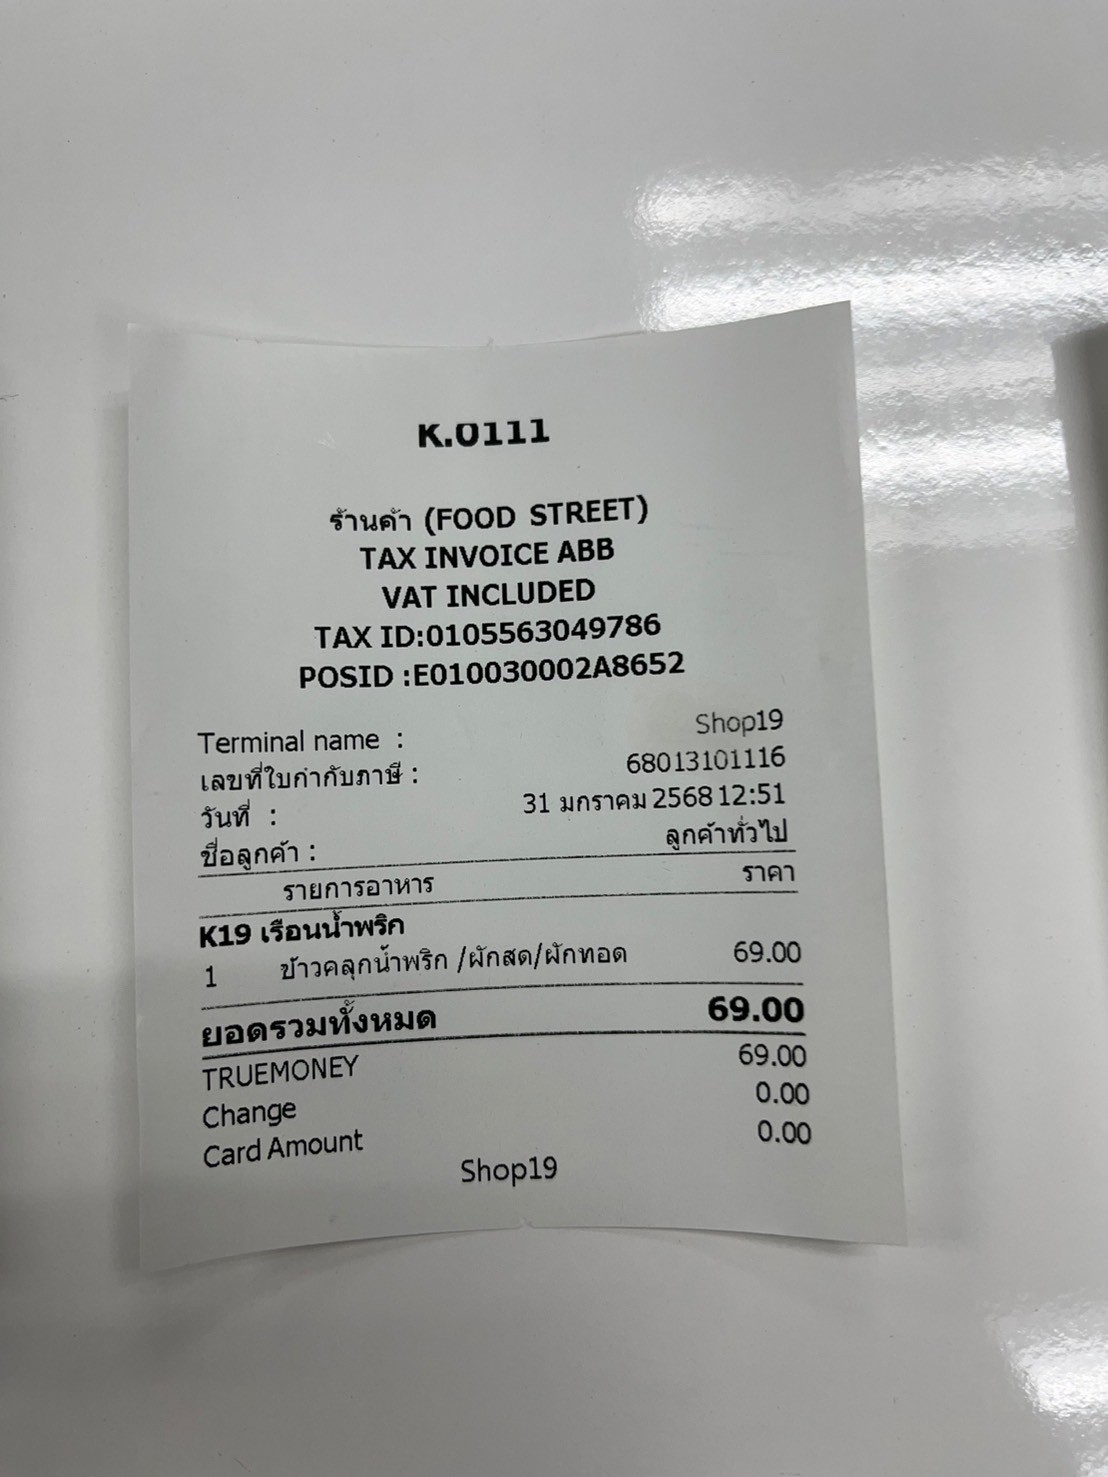 K.0111
ร้านค้า (FOOD STREET)
TAX INVOICE ABB
VAT INCLUDED
TAX ID:0105563049786
POSID :E010030002A8652
Terminal name : Shop19
เลขที่ใบกำกับภาษี : 68013101116
วันที่ : 31 มกราคม 2568 12:51
ชื่อลูกค้า : ลูกค้าทั่วไป
รายการอาหาร ราคา
K19 เรือนน้ำพริก
1 ข้าวคลุกน้ำพริก /ผักสด/ผักทอด 69.00
ยอดรวมทั้งหมด 69.00
TRUEMONEY 69.00
Change 0.00
Card Amount 0.00
Shop19